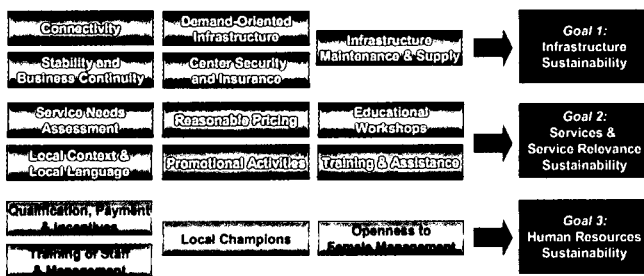 Connectivity
Demand-Oriented
Infrastructure
Stability and
Business Continuity
Center Security
and Insurance
Infrastructure
Maintenance & Supply
Goal 1:
Infrastructure
Sustainability
Service Needs
Assessment
Reasonable Pricing
Educational
Workshops
Local Context &
Local Language
Promotional Activities
Training & Assistance
Goal 2:
Services &
Service Relevance
Sustainability
Qualification, Payment
& Incentives
Training of Staff
& Management
Local Champions
Openness to
Female Management
Goal 3:
Human Resources
Sustainability